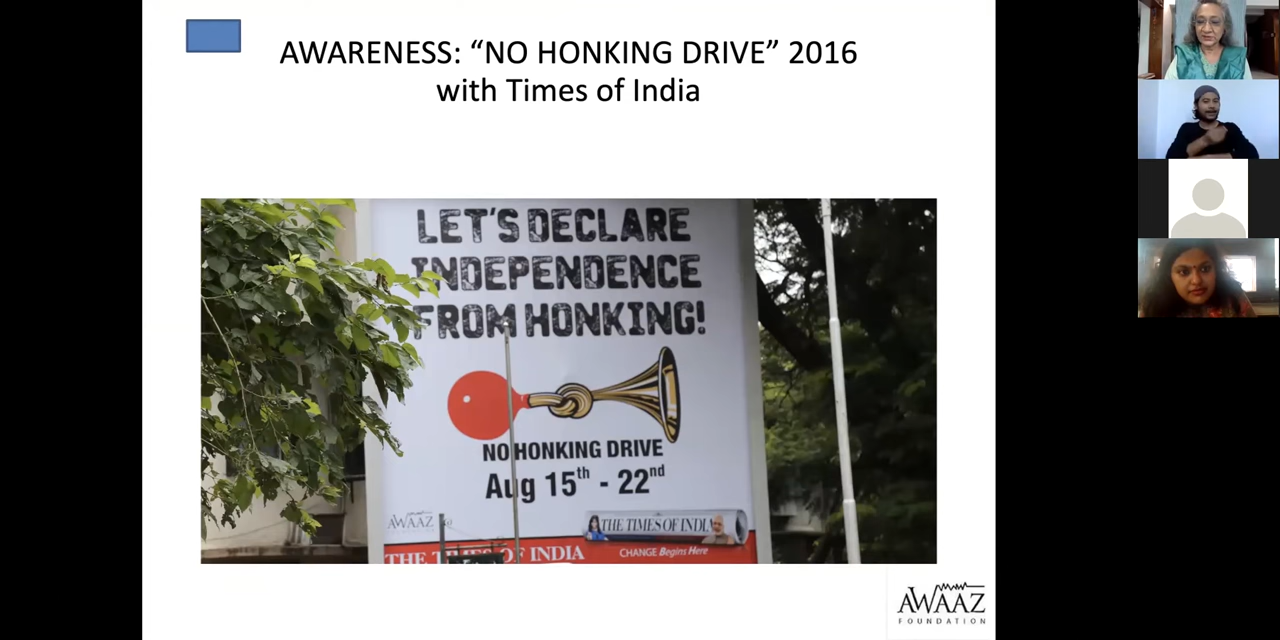 AWARENESS: “NO HONKING DRIVE” 2016
with Times of India
LET'S DECLARE
INDEPENDENCE
FROM HONKING!
NO HONKING DRIVE
Aug 15th - 22nd
AWAAZ
THE TIMES OF INDIA
THE TIMES OF INDIA
CHANGE Begins Here
AWAAZ
FOUNDATION